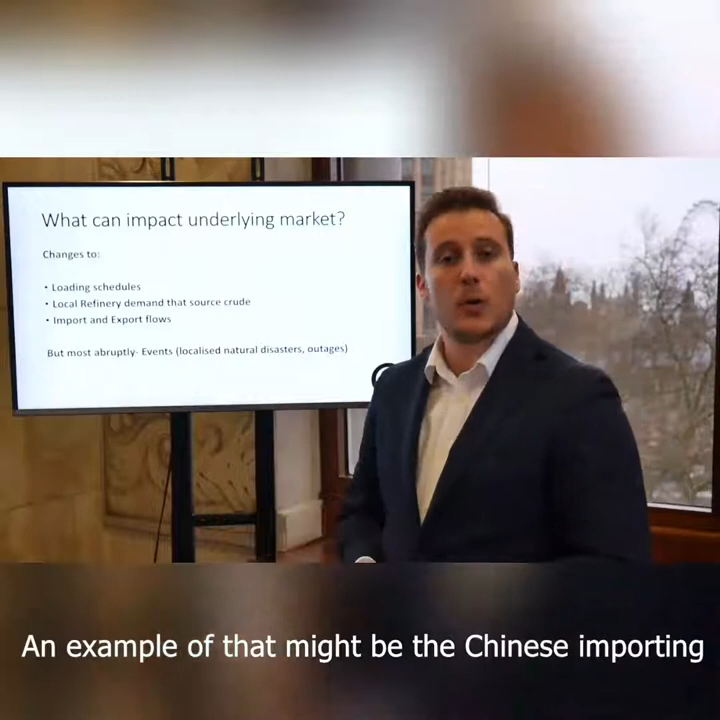 What can impact underlying market?
Changes to:
• Loading schedules
• Local Refinery demand that source crude
• Import and Export flows
But most abruptly- Events (localised natural disasters, outages)
An example of that might be the Chinese importing